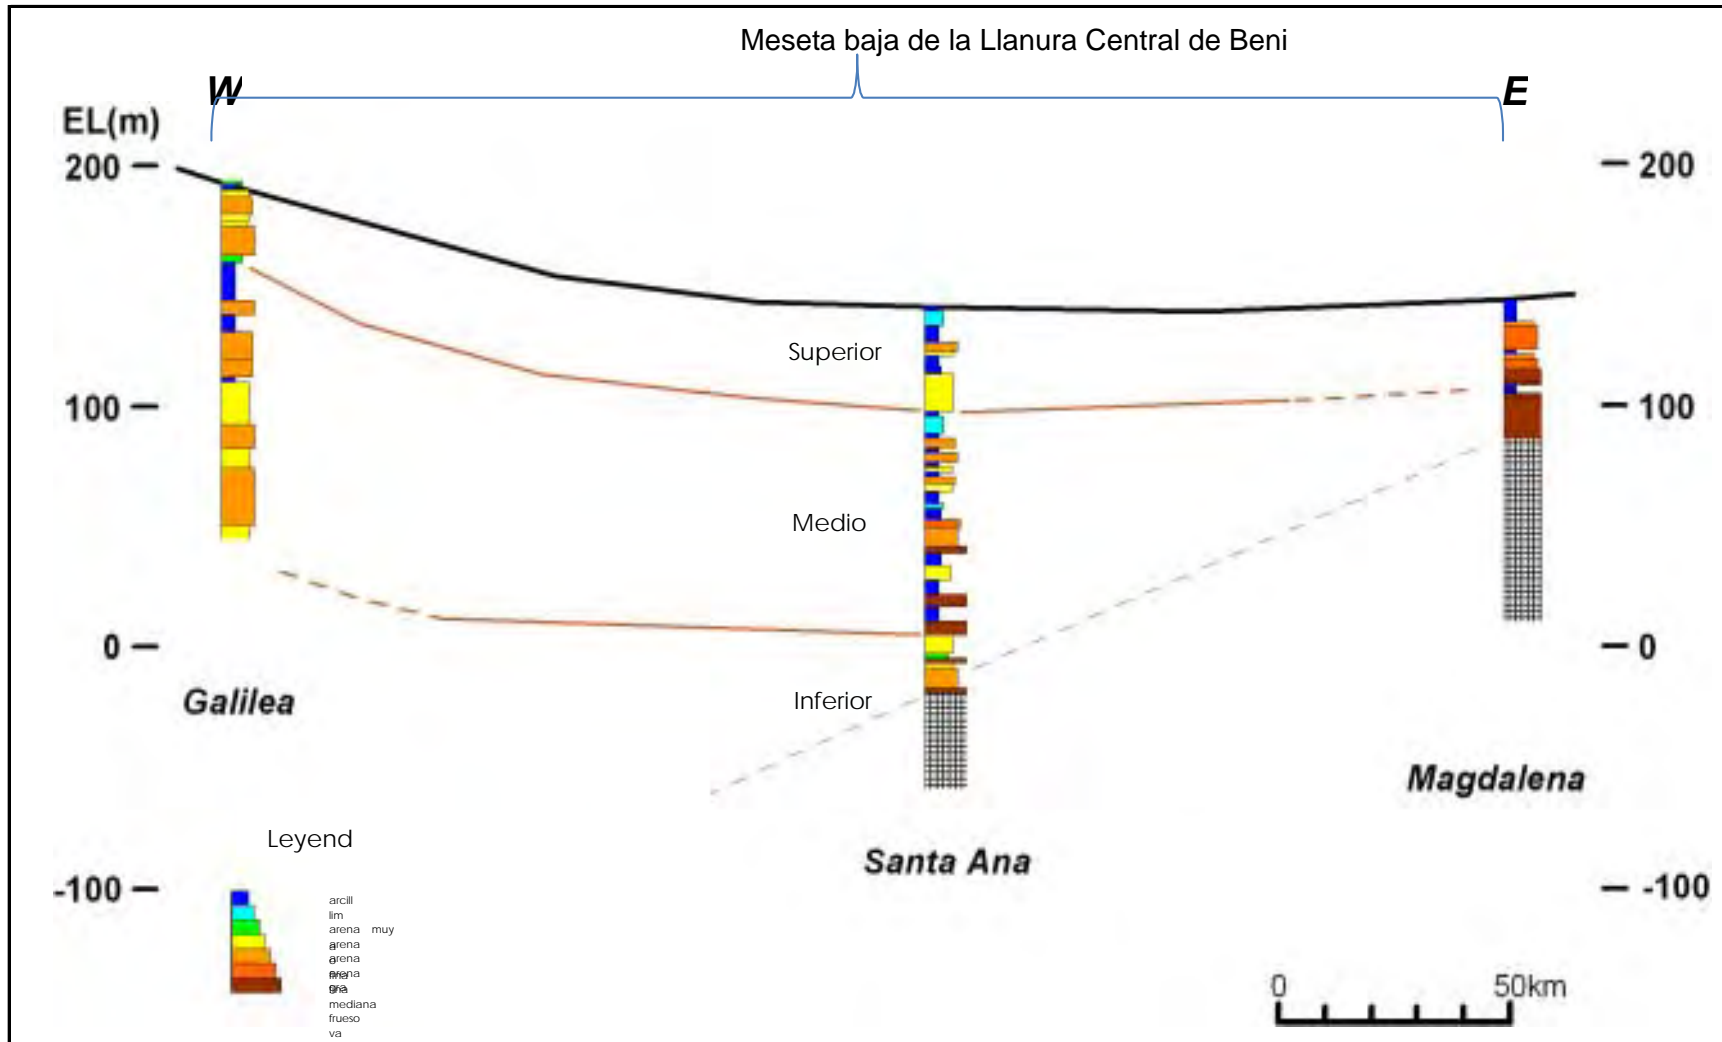 Meseta baja de la Llanura Central de Beni
W E
EL(m)
200 200
Superior
100 100
Medio
0 0
Galilea
Inferior
Magdalena
Leyend
Santa Ana
-100 -100
arcill
lim
arena muy
arena
arena
arena
mediana
frueso
va
0 50km